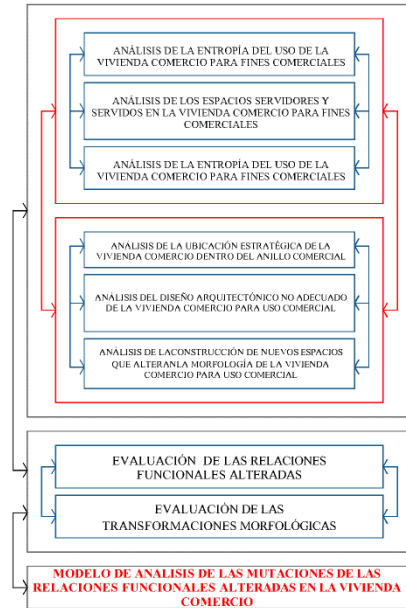 ANÁLISIS DE LA ENTROPÍA DEL USO DE LA
VIVIENDA COMERCIO PARA FINES COMERCIALES
ANÁLISIS DE LOS ESPACIOS SERVIDORES Y
SERVIDOS EN LA VIVIENDA COMERCIO PARA FINES
COMERCIALES
ANÁLISIS DE LA ENTROPÍA DEL USO DE LA
VIVIENDA COMERCIO PARA FINES COMERCIALES
ANÁLISIS DE LA UBICACIÓN ESTRATÉGICA DE LA
VIVIENDA COMERCIO DENTRO DEL ANILLO COMERCIAL
ANÁLISIS DEL DISEÑO ARQUITECTÓNICO NO ADECUADO
DE LA VIVIENDA COMERCIO PARA USO COMERCIAL
ANÁLISIS DE LACONSTRUCCIÓN DE NUEVOS ESPACIOS
QUE ALTERANLA MORFOLOGÍA DE LA VIVIENDA
COMERCIO PARA USO COMERCIAL
EVALUACIÓN DE LAS RELACIONES
FUNCIONALES ALTERADAS
EVALUACIÓN DE LAS
TRANSFORMACIONES MORFOLÓGICAS
MODELO DE ANALISIS DE LAS MUTACIONES DE LAS
RELACIONES FUNCIONALES ALTERADAS EN LA VIVIENDA
COMERCIO